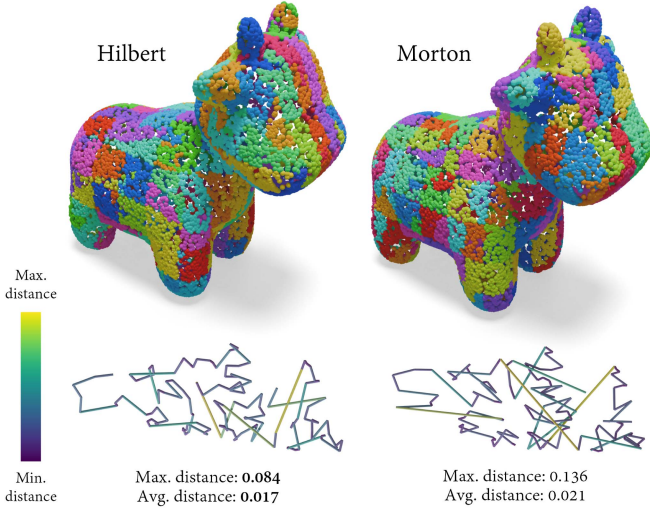 Hilbert
Morton
Max.
distance
Min.
distance
Max. distance: 0.084
Avg. distance: 0.017
Max. distance: 0.136
Avg. distance: 0.021